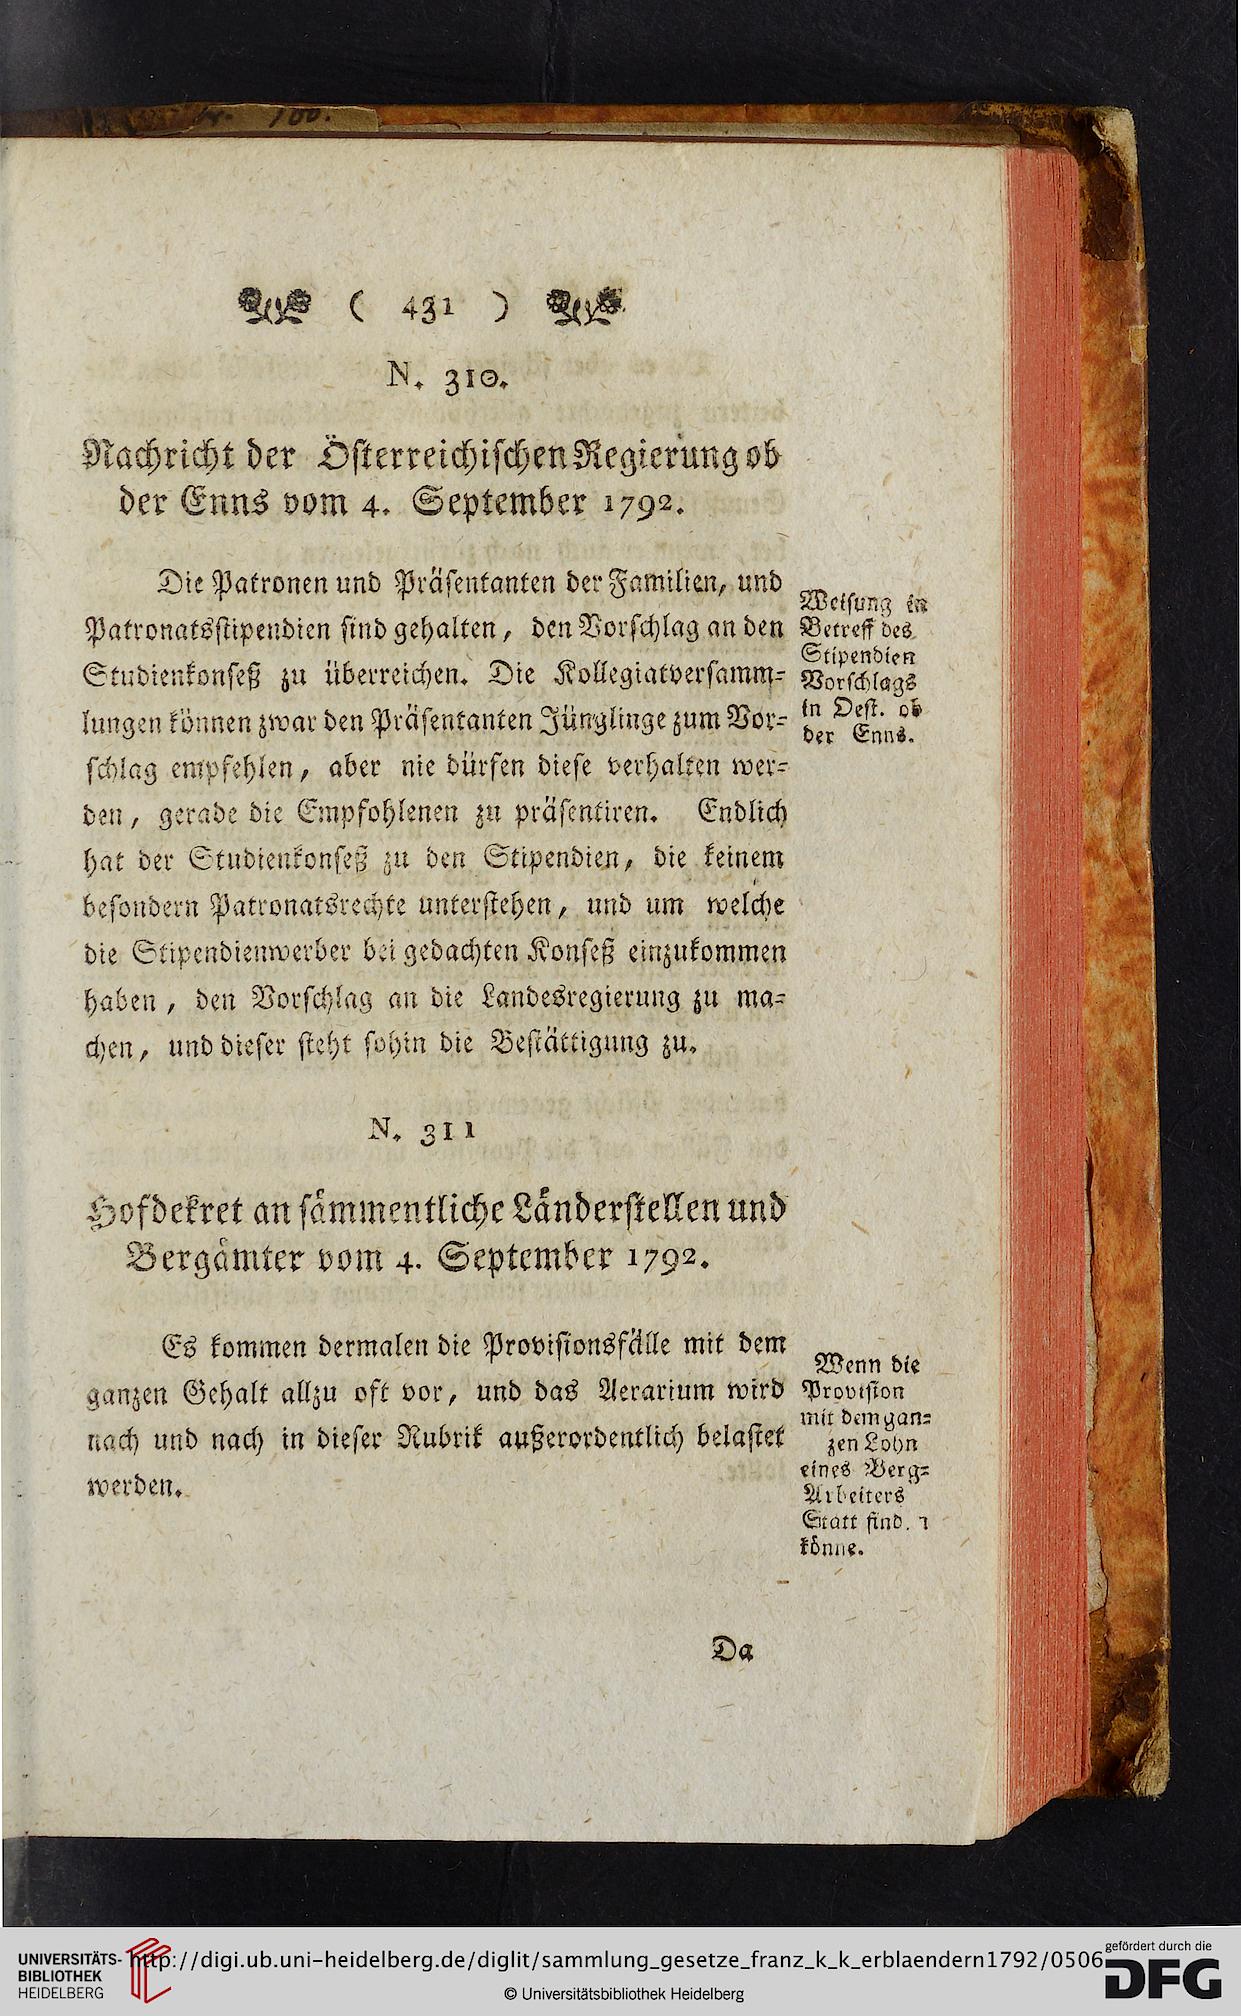 ( 431 )
N. 310.
Nachricht der Österreichischen Regierung ob
der Enns vom 4. September 1792.
Die Patronen und Präsentanten der Familien, und
Patronatsstipendien sind gehalten, den Vorschlag an den
Studienkonseß zu überreichen. Die Kollegiatversamm-
lungen können zwar den Präsentanten Jünglinge zum Vor-
schlag empfehlen, aber nie dürfen diese verhalten wer-
den, gerade die Empfohlenen zu präsentiren. Endlich
hat der Studienkonseß zu den Stipendien, die keinem
besondern Patronatsrechte unterstehen, und um welche
die Stipendienwerber bei gedachten Konseß einzukommen
haben, den Vorschlag an die Landesregierung zu ma-
chen, und dieser steht sohin die Bestättigung zu.
Weisung in
Betreff des
Stipendien
Vorschlags
in Oest. ob
der Enns.
N. 311
Hofdekret an sämmentliche Länderstellen und
Bergämter vom 4. September 1792.
Es kommen dermalen die Provisionsfälle mit dem
ganzen Gehalt allzu oft vor, und das Aerarium wird
nach und nach in dieser Rubrik außerordentlich belastet
werden.
Wenn die
Provision
mit dem gan-
zen Lohn
eines Berg-
Arbeiters
Statt
könne.
Da
UNIVERSITÄTS-
BIBLIOTHEK
HEIDELBERG
http://digi.ub.uni-heidelberg.de/diglit/sammlung_gesetze_franz_k_k_erblaendern1792/0506
© Universitätsbibliothek Heidelberg
gefördert durch die
DFG